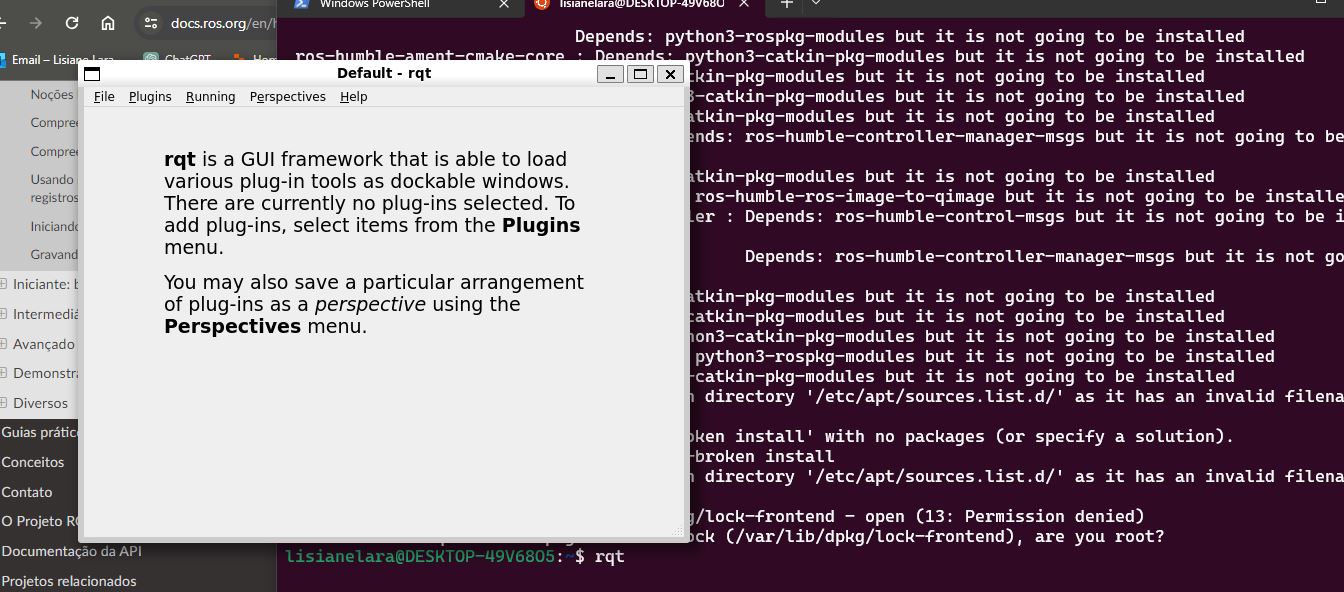 Windows PowerShell
lisianelara@DESKTOP-49V68O
docs.ros.org/en/h
Email – Lisiane Lara
ChatGPT
Hom
Noções
Compree
Compree
Usando
registros
Iniciando
Gravand
Iniciante: b
Intermediá
Avançado
Demonstra
Diversos
Guias prátic
Conceitos
Contato
O Projeto RO
Documentação da API
Projetos relacionados
Default - rqt
File Plugins Running Perspectives Help
rqt is a GUI framework that is able to load
various plug-in tools as dockable windows.
There are currently no plug-ins selected. To
add plug-ins, select items from the Plugins
menu.
You may also save a particular arrangement
of plug-ins as a perspective using the
Perspectives menu.
Depends: python3-rospkg-modules but it is not going to be installed
ros-humble-ament-cmake-core : Depends: python3-catkin-pkg-modules but it is not going to be installed
tkin-pkg-modules but it is not going to be installed
3-catkin-pkg-modules but it is not going to be installed
atkin-pkg-modules but it is not going to be installed
ends: ros-humble-controller-manager-msgs but it is not going to be
atkin-pkg-modules but it is not going to be installed
ros-humble-ros-image-to-qimage but it is not going to be installe
ler : Depends: ros-humble-control-msgs but it is not going to be i
Depends: ros-humble-controller-manager-msgs but it is not go
atkin-pkg-modules but it is not going to be installed
catkin-pkg-modules but it is not going to be installed
hon3-catkin-pkg-modules but it is not going to be installed
python3-rospkg-modules but it is not going to be installed
-catkin-pkg-modules but it is not going to be installed
n directory '/etc/apt/sources.list.d/' as it has an invalid filena
oken install' with no packages (or specify a solution).
-broken install
n directory '/etc/apt/sources.list.d/' as it has an invalid filena
g/lock-frontend - open (13: Permission denied)
ock (/var/lib/dpkg/lock-frontend), are you root?
lisianelara@DESKTOP-49V68O5:~$ rqt